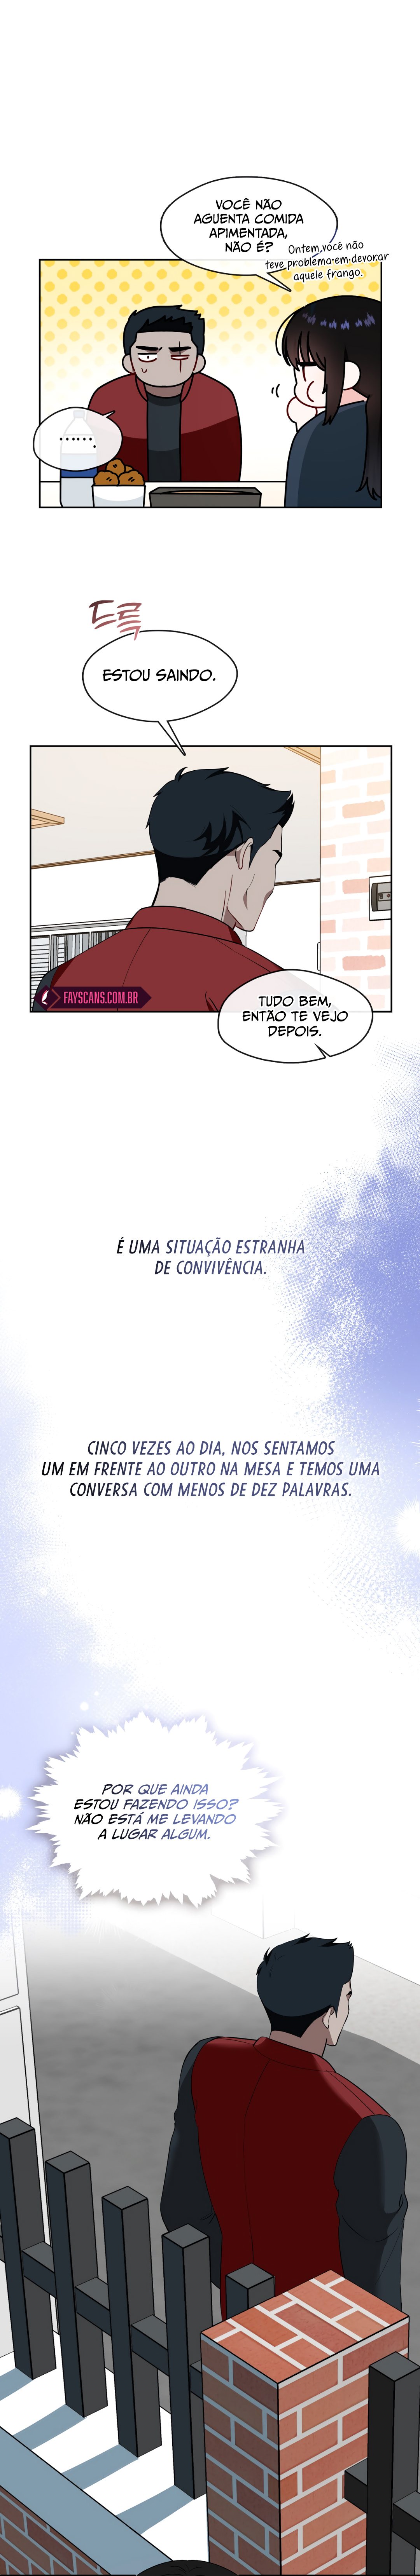 VOCÊ NÃO
AGUENTA COMIDA
APIMENTADA,
NÃO É?
Ontem,você não
teve problema em devorar
aquele frango.
.......
드륵
ESTOU SAINDO.
FAYSCANS.COM.BR
TUDO BEM,
ENTÃO TE VEJO
DEPOIS.
É UMA SITUAÇÃO ESTRANHA
DE CONVIVÊNCIA.
CINCO VEZES AO DIA, NOS SENTAMOS
UM EM FRENTE AO OUTRO NA MESA E TEMOS UMA
CONVERSA COM MENOS DE DEZ PALAVRAS.
POR QUE AINDA
ESTOU FAZENDO ISSO?
NÃO ESTÁ ME LEVANDO
A LUGAR ALGUM.